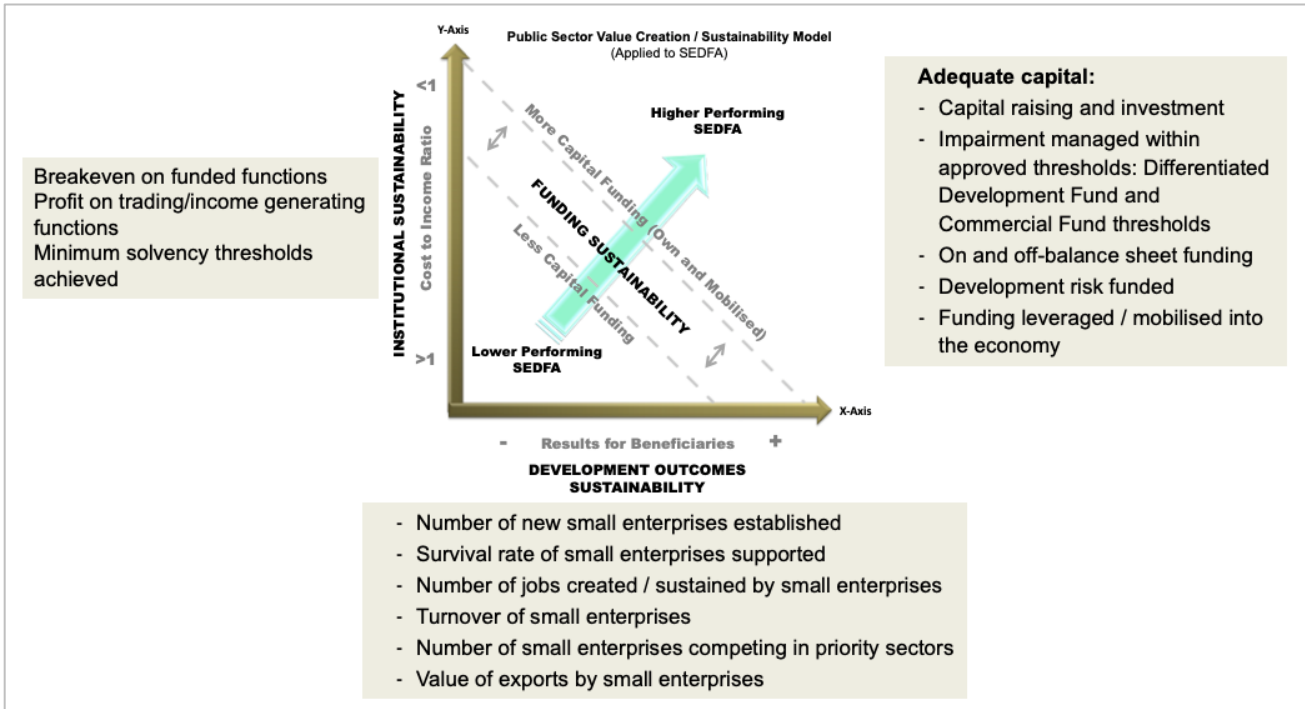 Y-Axis
Public Sector Value Creation / Sustainability Model
(Applied to SEDFA)
INSTITUTIONAL SUSTAINABILITY
Cost to Income Ratio
<1
>1
Higher Performing
SEDFA
More Capital Funding (Own and Mobilised)
FUNDING SUSTAINABILITY
Less Capital Funding
Lower Performing
SEDFA
X-Axis
- Results for Beneficiaries +
DEVELOPMENT OUTCOMES
SUSTAINABILITY
Breakeven on funded functions
Profit on trading/income generating
functions
Minimum solvency thresholds
achieved
Adequate capital:
- Capital raising and investment
- Impairment managed within
approved thresholds: Differentiated
Development Fund and
Commercial Fund thresholds
- On and off-balance sheet funding
- Development risk funded
- Funding leveraged / mobilised into
the economy
- Number of new small enterprises established
- Survival rate of small enterprises supported
- Number of jobs created / sustained by small enterprises
- Turnover of small enterprises
- Number of small enterprises competing in priority sectors
- Value of exports by small enterprises